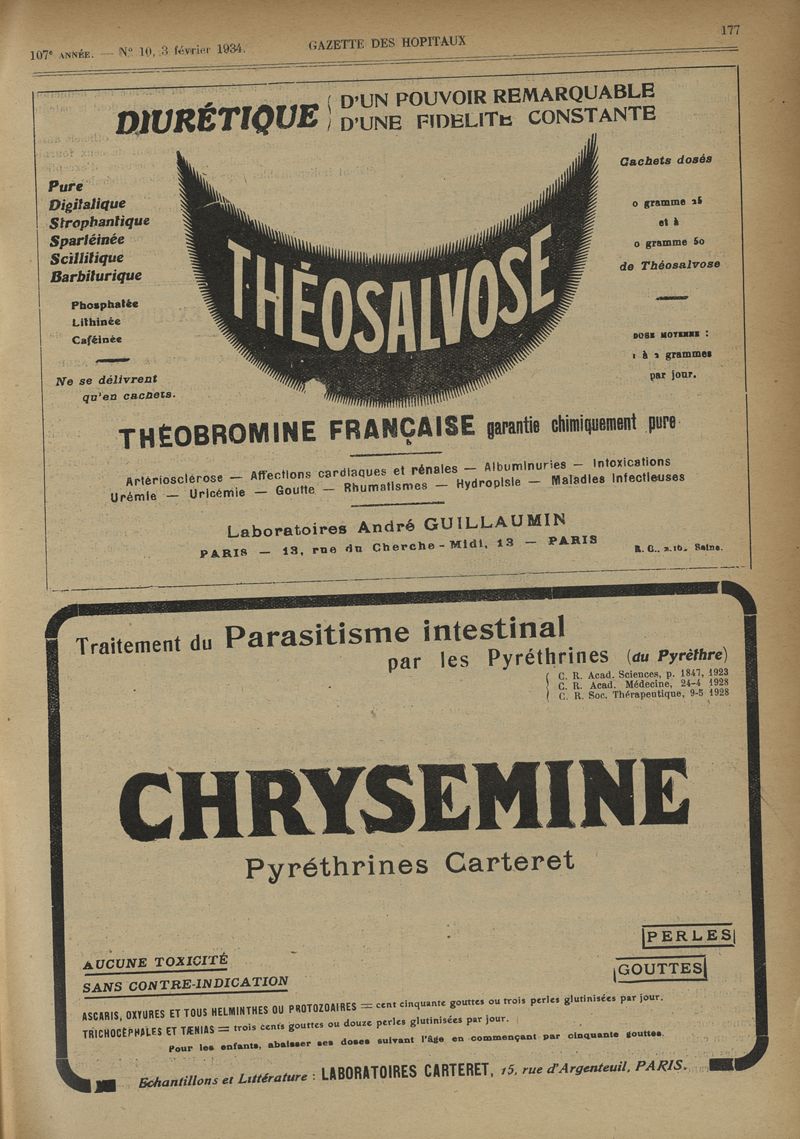 107e ANNÉE. — No 10, 3 février 1934.
GAZETTE DES HOPITAUX
177
DIURÉTIQUE
D'UN POUVOIR REMARQUABLE
D'UNE FIDELITE CONSTANTE
Pure
Digitalique
Strophantique
Spartéinée
Scillitique
Barbiturique
Phosphatée
Lithinée
Caféinée
Ne se délivrent
qu'en cachets.
THÉOSALVOSE
Cachets dosés
0 gramme 25
et à
0 gramme 50
de Théosalvose
DOSE MOYENNE :
1 à 2 grammes
par jour.
THÉOBROMINE FRANÇAISE garantie chimiquement pure
Artériosclérose — Affections cardiaques et rénales — Albuminuries — Intoxications
Urémie — Uricémie — Goutte — Rhumatismes — Hydropisie — Maladies Infectieuses
Laboratoires André GUILLAUMIN
PARIS — 13, rue du Cherche-Midi, 13 — PARIS
R. C.. 2.160 Seine.
Traitement du Parasitisme intestinal
par les Pyréthrines (du Pyrèthre)
C. R. Acad. Sciences, p. 1847, 1923
C. R. Acad. Médecine, 24-4 1928
C. R. Soc. Thérapeutique, 9-5 1928
CHRYSEMINE
Pyréthrines Carteret
PERLES
GOUTTES
AUCUNE TOXICITÉ
SANS CONTRE-INDICATION
ASCARIS, OXYURES ET TOUS HELMINTHES OU PROTOZOAIRES = cent cinquante gouttes ou trois perles glutinisées par jour.
TRICHOCÉPHALES ET TÆNIAS = trois cents gouttes ou douze perles glutinisées par jour.
Pour les enfants, abaisser ses doses suivant l'âge en commençant par cinquante gouttes.
Echantillons et Littérature : LABORATOIRES CARTERET, 15, rue d'Argenteuil, PARIS.